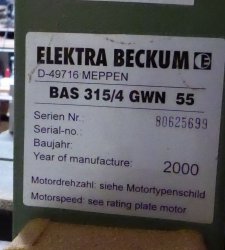 ELEKTRA BECKUM E
D-49716 MEPPEN
BAS 315/4 GWN 55
Serien Nr.: 80625699
Serial-no.:
Baujahr:
Year of manufacture: 2000
Motordrehzahl: siehe Motortypenschild
Motorspeed: see rating plate motor